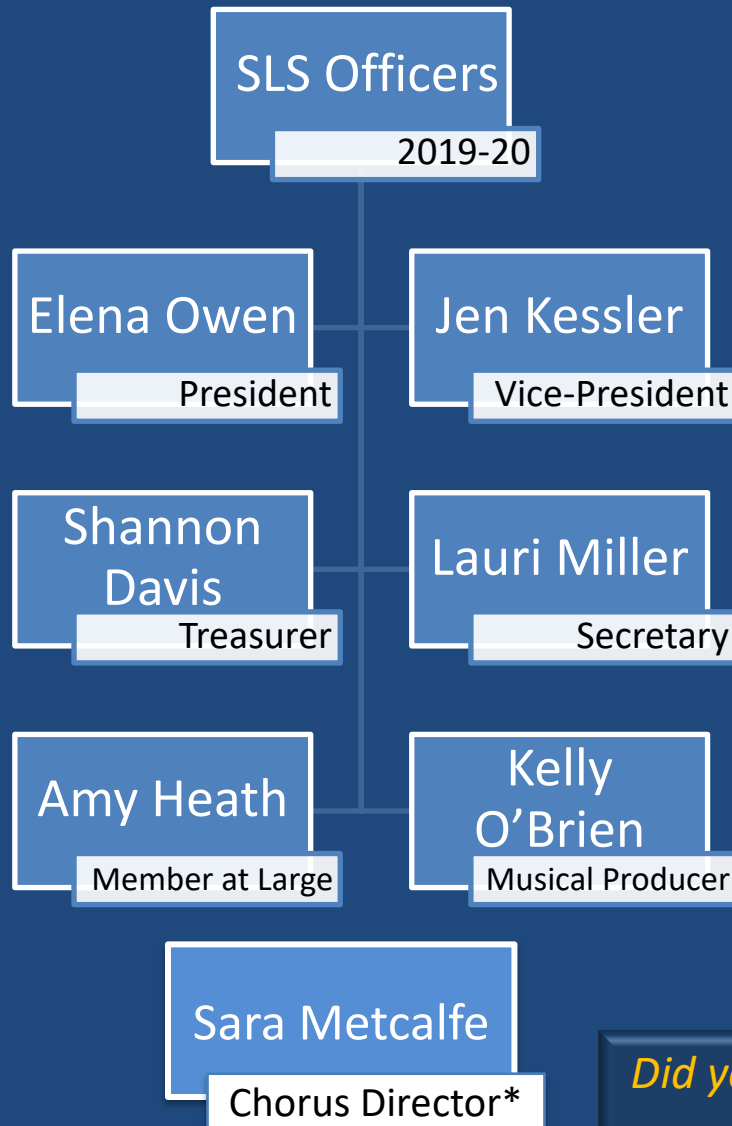 SLS Officers
2019-20
Elena Owen
President
Jen Kessler
Vice-President
Shannon
Davis
Treasurer
Lauri Miller
Secretary
Amy Heath
Member at Large
Kelly
O’Brien
Musical Producer
Sara Metcalfe
Chorus Director*
Did